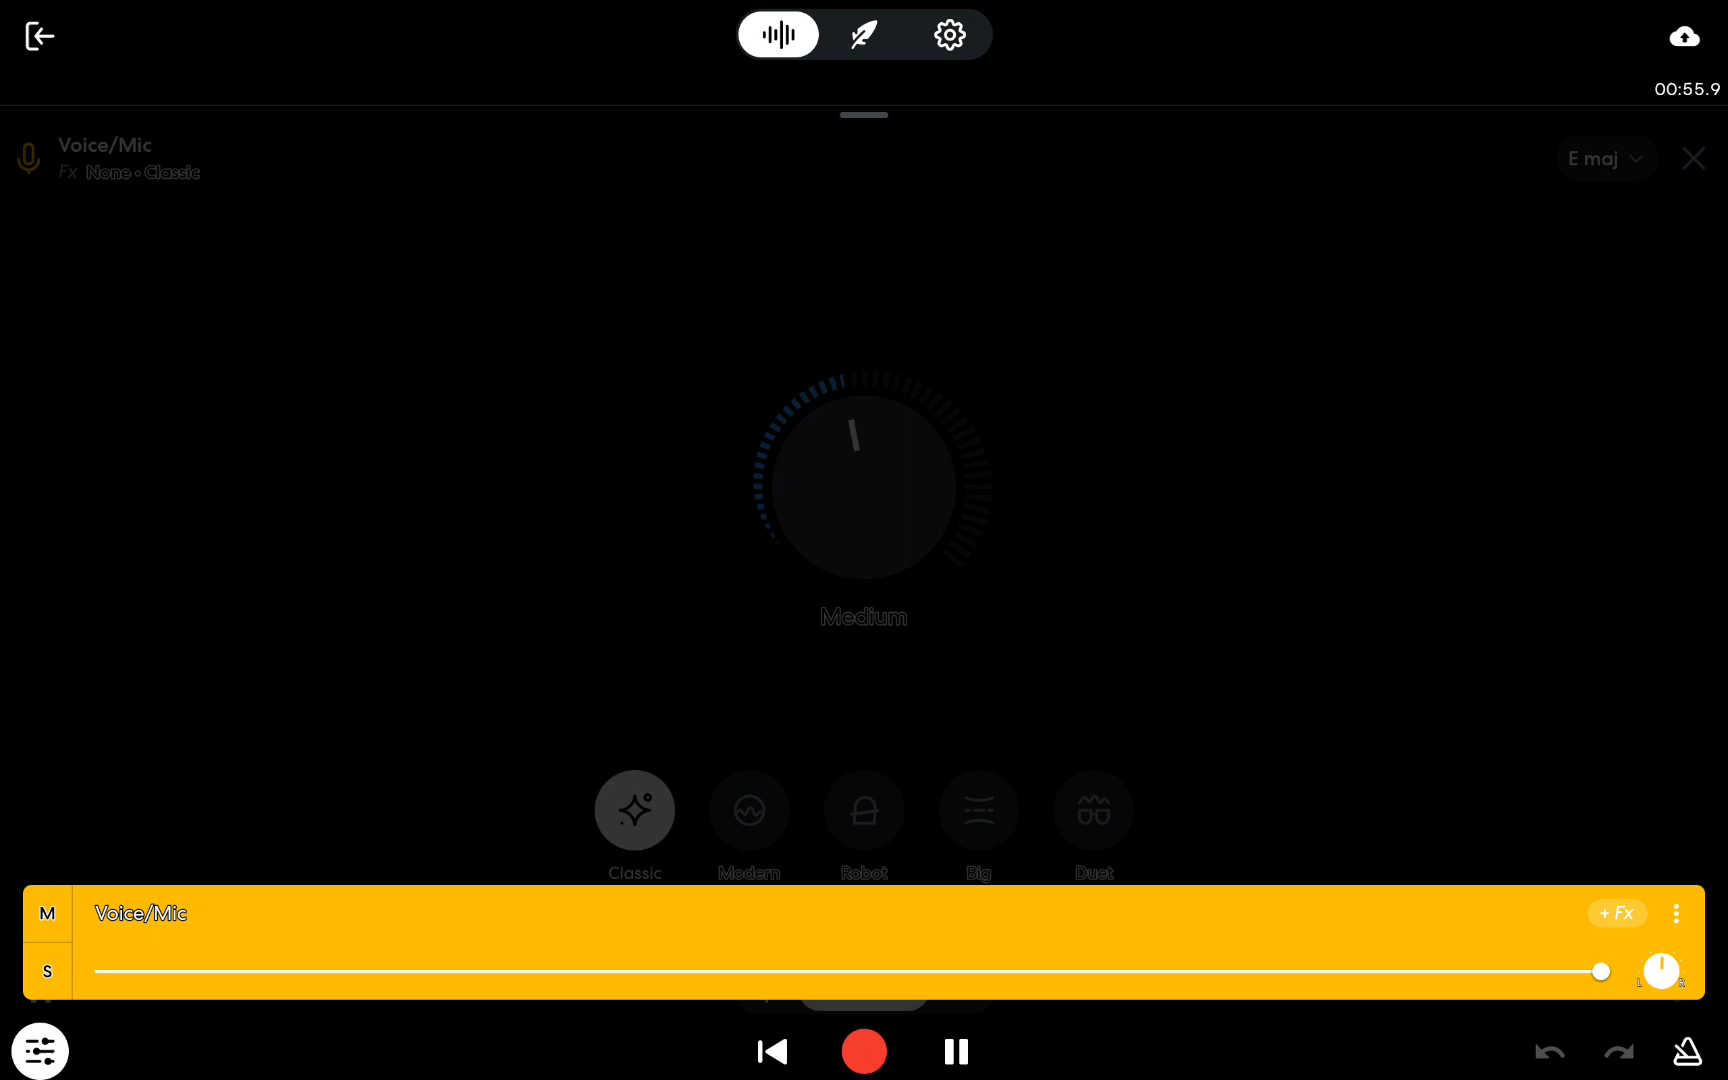 00:55.9
Voice/Mic
Fx None • Classic
E maj
Medium
Classic Modern Robot Big Duet
M Voice/Mic + Fx
S L R